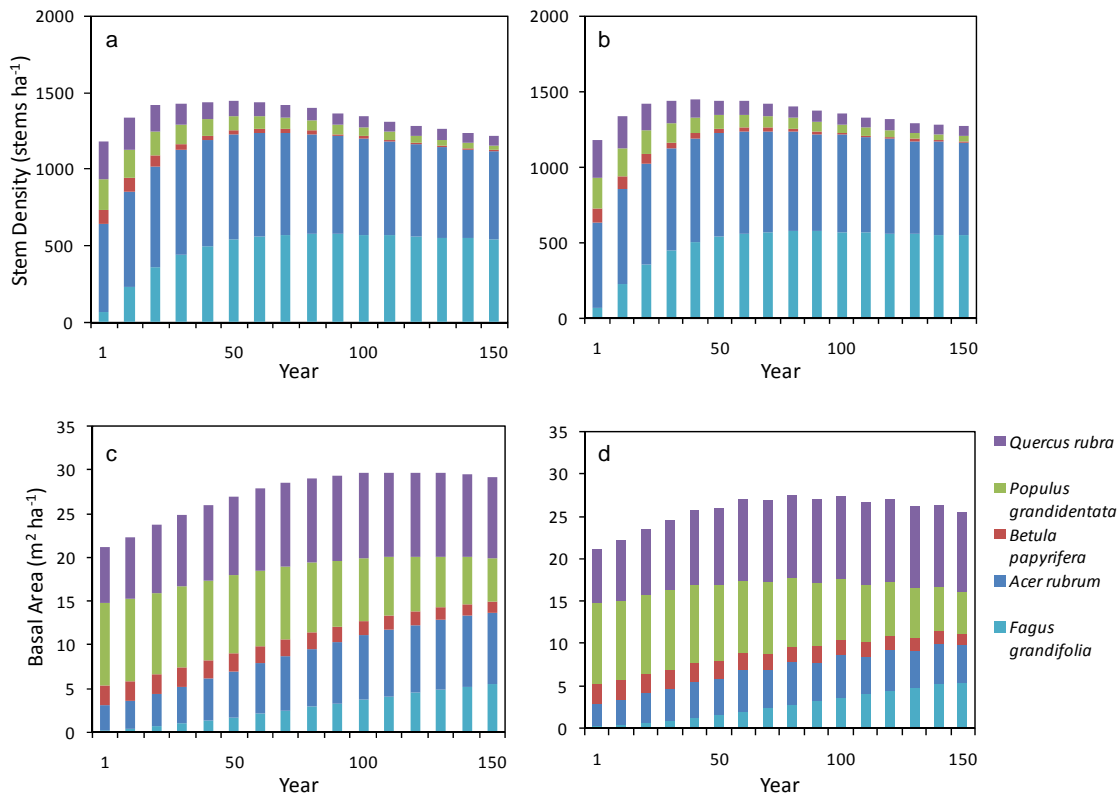 2000
1500
1000
500
0
Stem Density (stems ha⁻¹)
a
1
50
100
150
Year
2000
1500
1000
500
0
b
1
50
100
150
Year
35
30
25
20
15
10
5
0
Basal Area (m² ha⁻¹)
c
1
50
100
150
Year
35
30
25
20
15
10
5
0
d
1
50
100
150
Year
Quercus rubra
Populus
grandidentata
Betula
papyrifera
Acer rubrum
Fagus
grandifolia